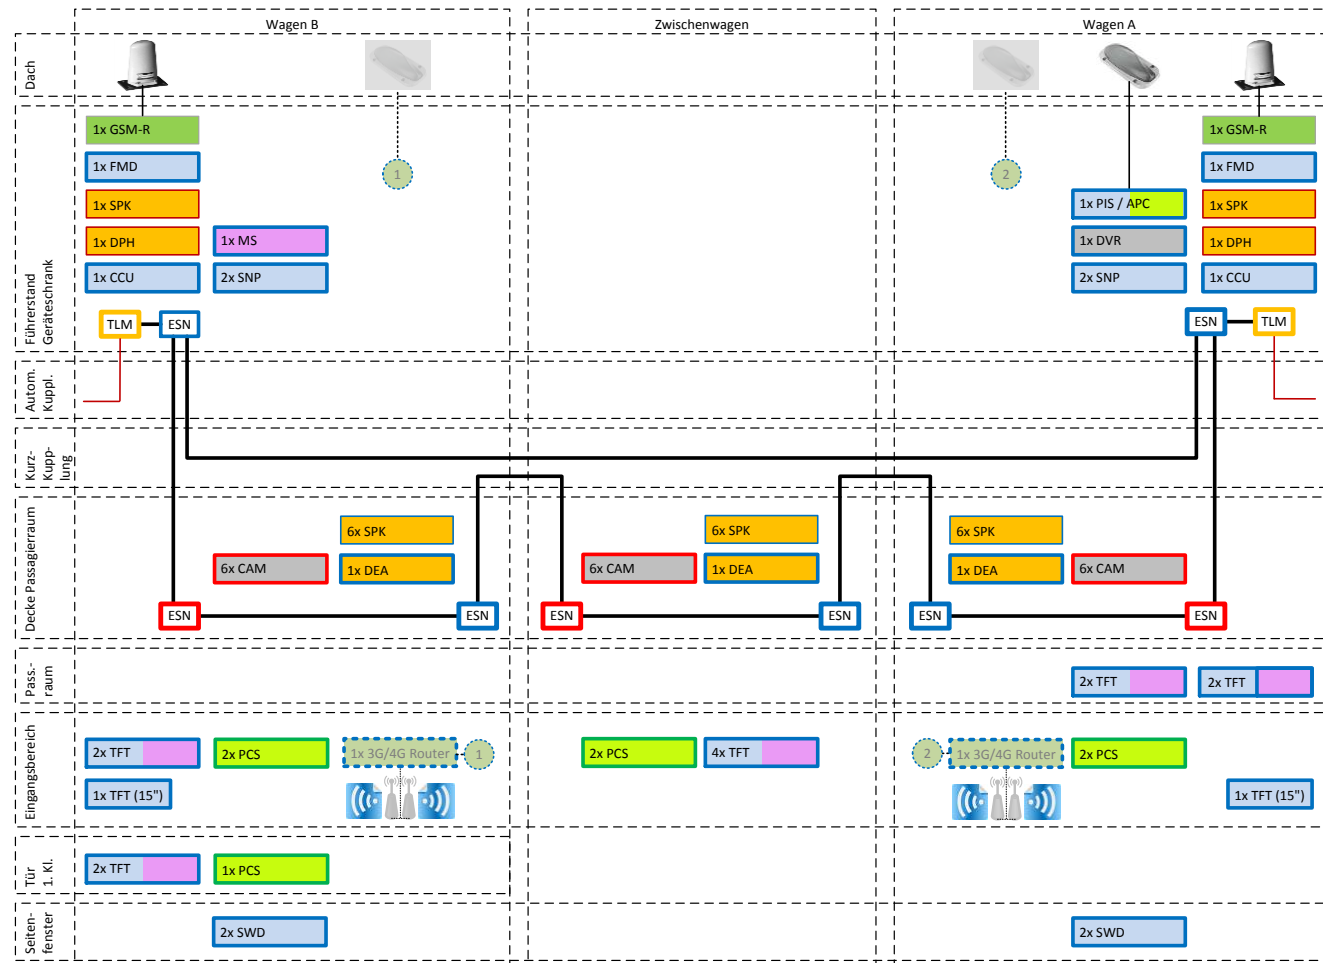 Wagen B
Zwischenwagen
Wagen A
Dach
Führerstand
Geräteschrank
1x GSM-R
1x FMD
1x SPK
1x DPH
1x MS
1x CCU
2x SNP
TLM
ESN
1
2
1x GSM-R
1x FMD
1x PIS / APC
1x SPK
1x DVR
1x DPH
2x SNP
1x CCU
ESN
TLM
Autom.
Kuppl.
Kurz-
Kupp-
lung
Decke Passagierraum
6x SPK
6x CAM
1x DEA
ESN
ESN
6x SPK
6x CAM
1x DEA
ESN
ESN
6x SPK
1x DEA
6x CAM
ESN
ESN
Pass.-
raum
2x TFT
2x TFT
Eingangsbereich
2x TFT
2x PCS
1x 3G/4G Router
1
1x TFT (15")
2x PCS
4x TFT
2
1x 3G/4G Router
2x PCS
1x TFT (15")
Tür
1. Kl.
2x TFT
1x PCS
Seiten-
fenster
2x SWD
2x SWD